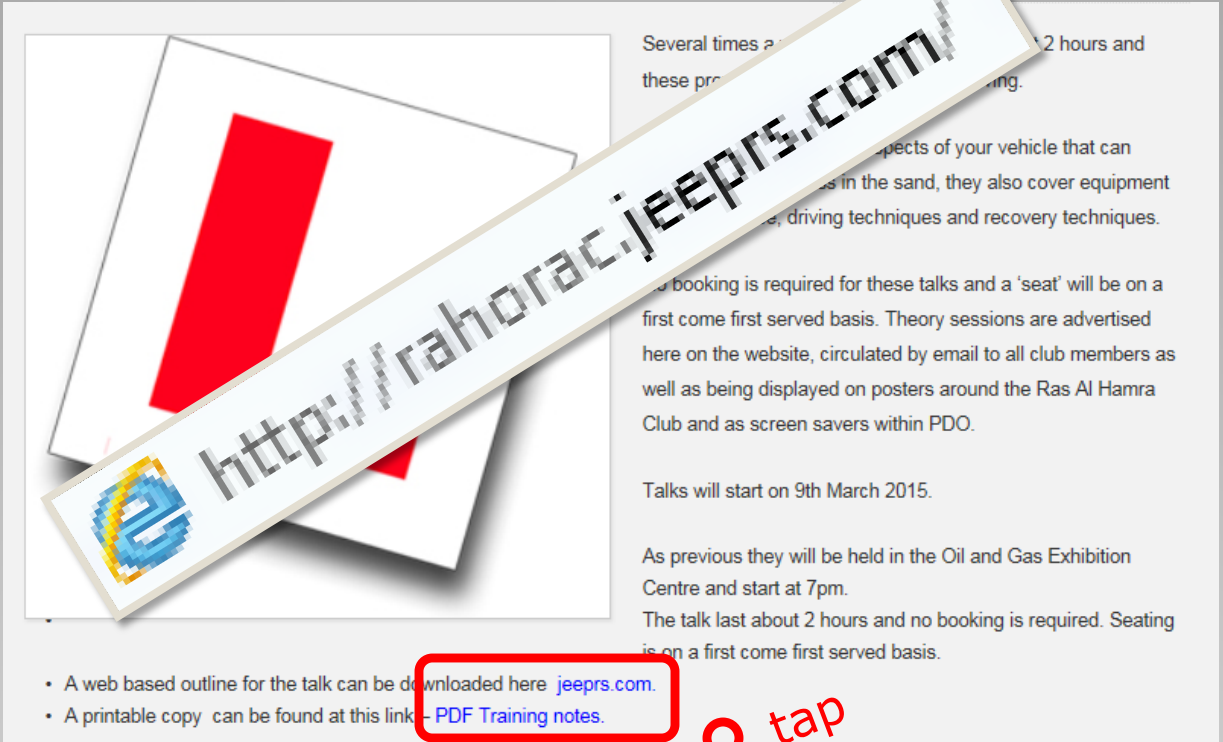 Several times a
2 hours and
these
http://rahorac.jeeprs.com/
of your vehicle that can
in the sand, they also cover equipment
driving techniques and recovery techniques.
booking is required for these talks and a ‘seat’ will be on a
first come first served basis. Theory sessions are advertised
here on the website, circulated by email to all club members as
well as being displayed on posters around the Ras Al Hamra
Club and as screen savers within PDO.
Talks will start on 9th March 2015.
As previous they will be held in the Oil and Gas Exhibition
Centre and start at 7pm.
The talk last about 2 hours and no booking is required. Seating
is on a first come first served basis.
• A web based outline for the talk can be downloaded here jeeprs.com.
• A printable copy can be found at this link – PDF Training notes.
tap